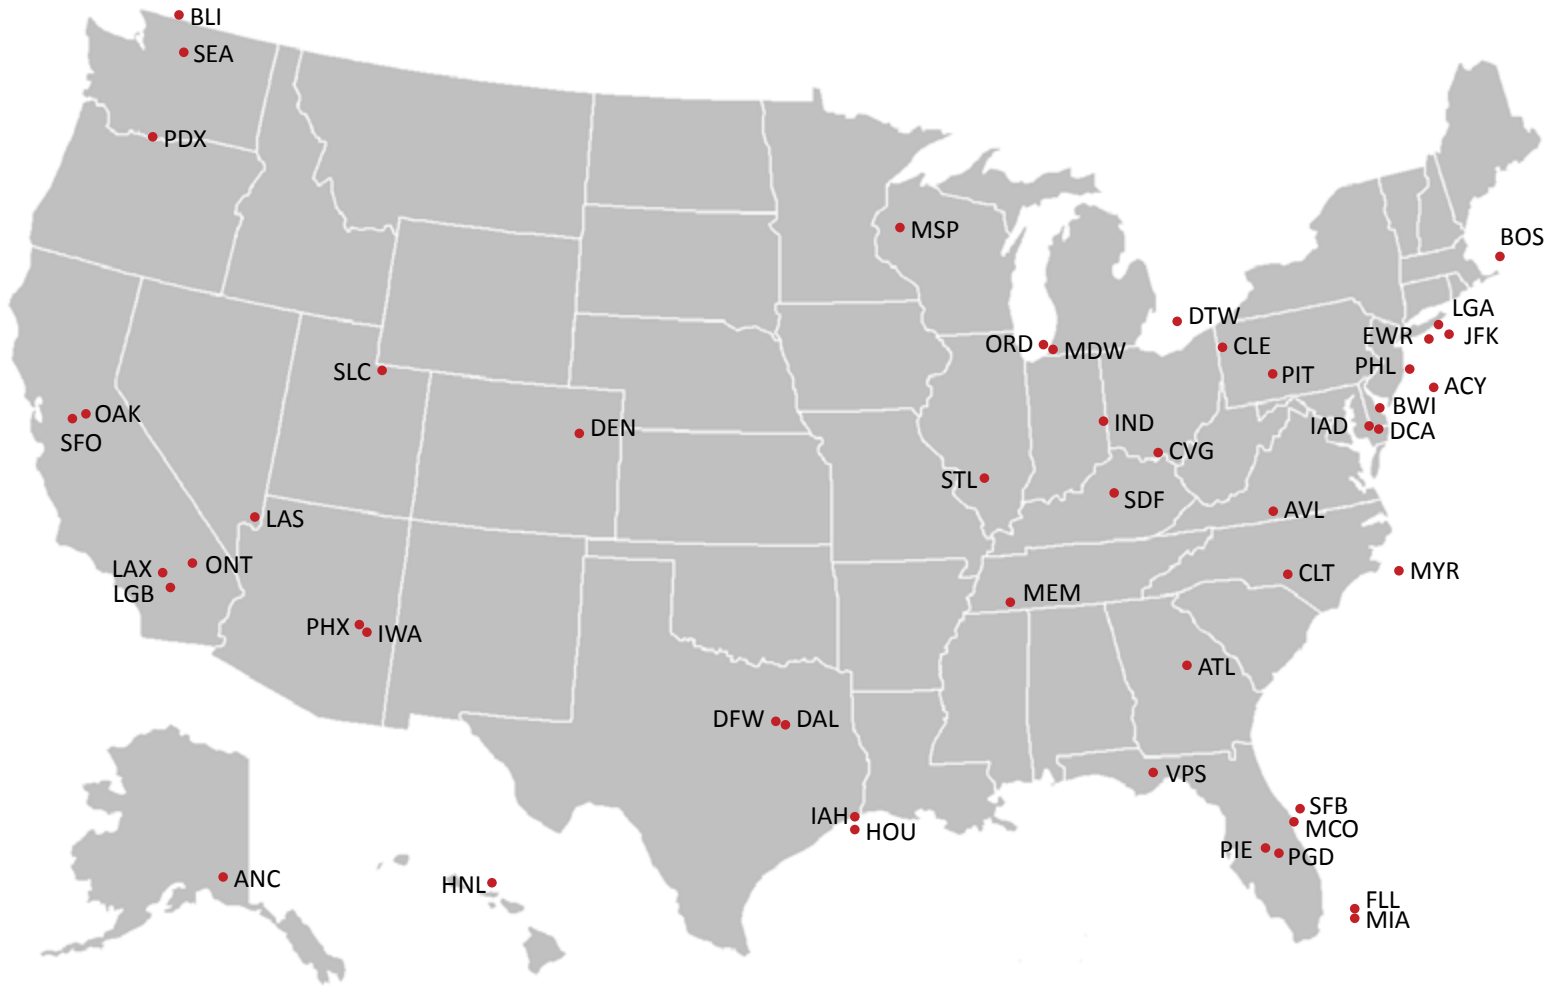 BLI
SEA
PDX
MSP
BOS
LGA
DTW
EWR
JFK
ORD
MDW
CLE
PHL
SLC
PIT
ACY
OAK
BWI
SFO
DEN
IND
IAD
DCA
CVG
STL
SDF
LAS
AVL
ONT
LAX
LGB
CLT
MYR
MEM
PHX
IWA
ATL
DFW
DAL
VPS
SFB
IAH
HOU
MCO
PIE
PGD
ANC
HNL
FLL
MIA